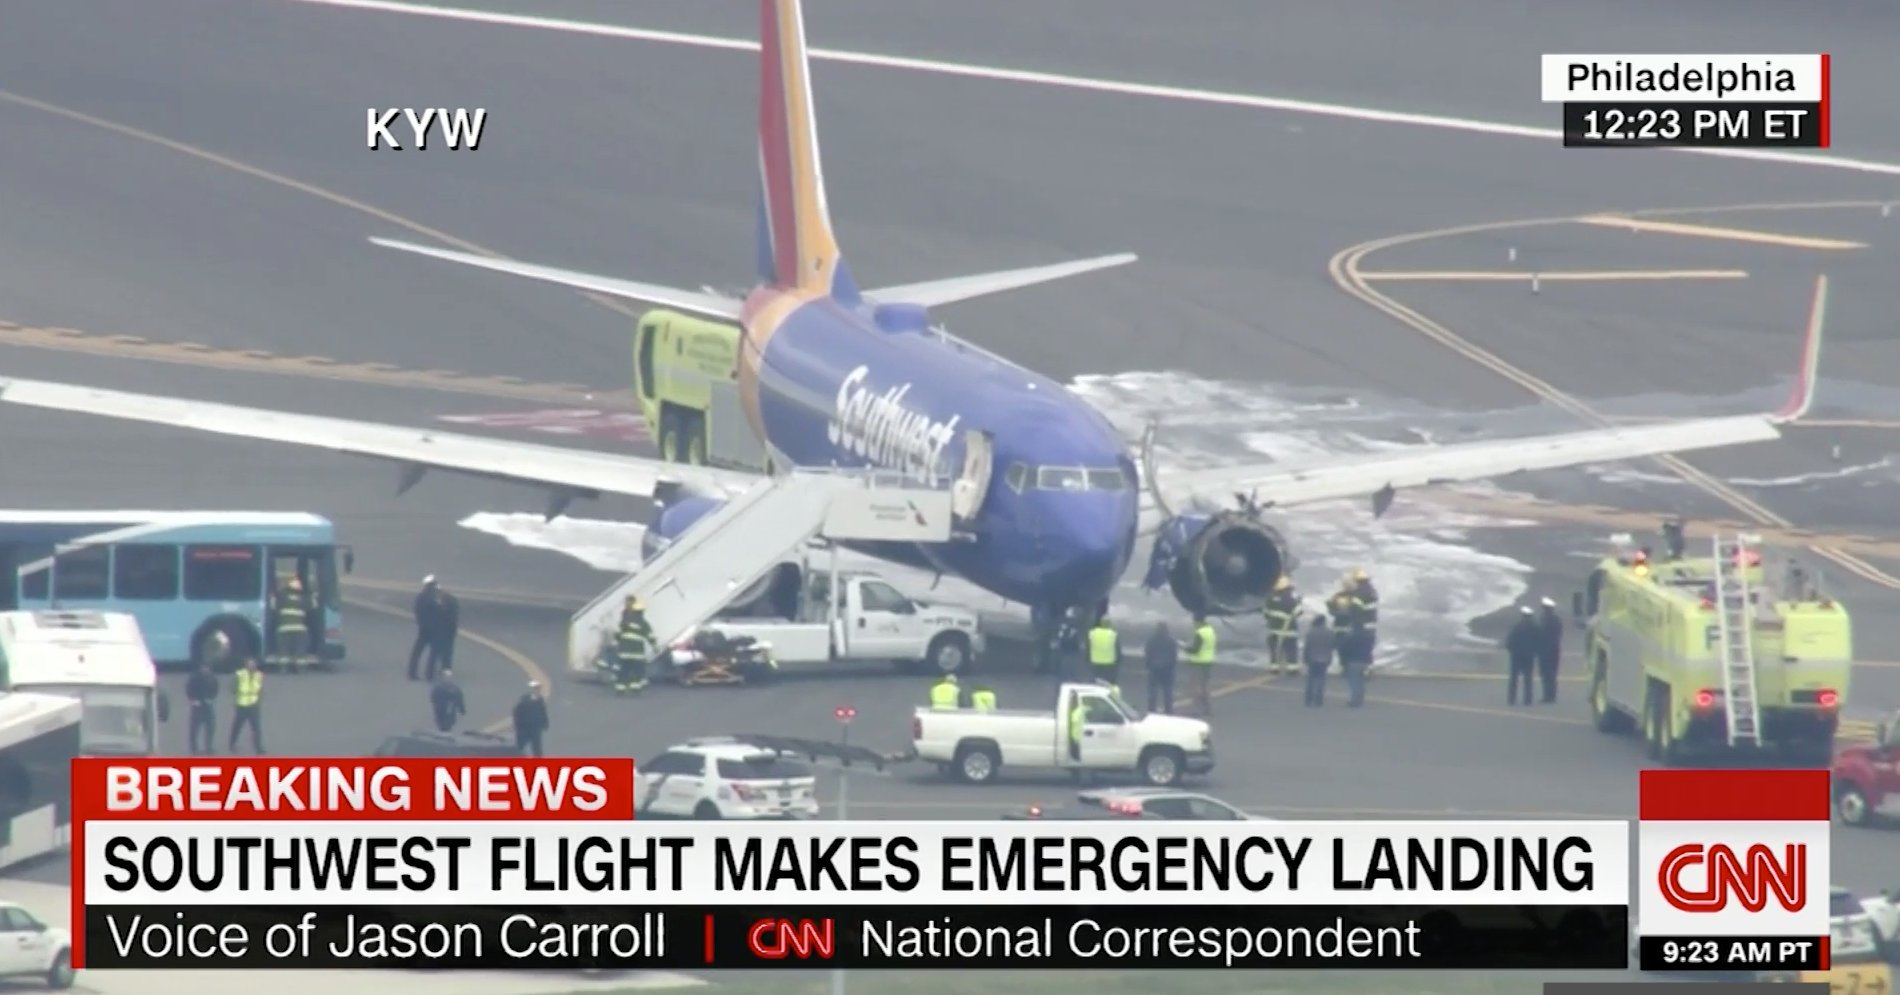 KYW
Philadelphia
12:23 PM ET
Southwest
BREAKING NEWS
SOUTHWEST FLIGHT MAKES EMERGENCY LANDING
Voice of Jason Carroll | CNN National Correspondent
CNN
9:23 AM PT